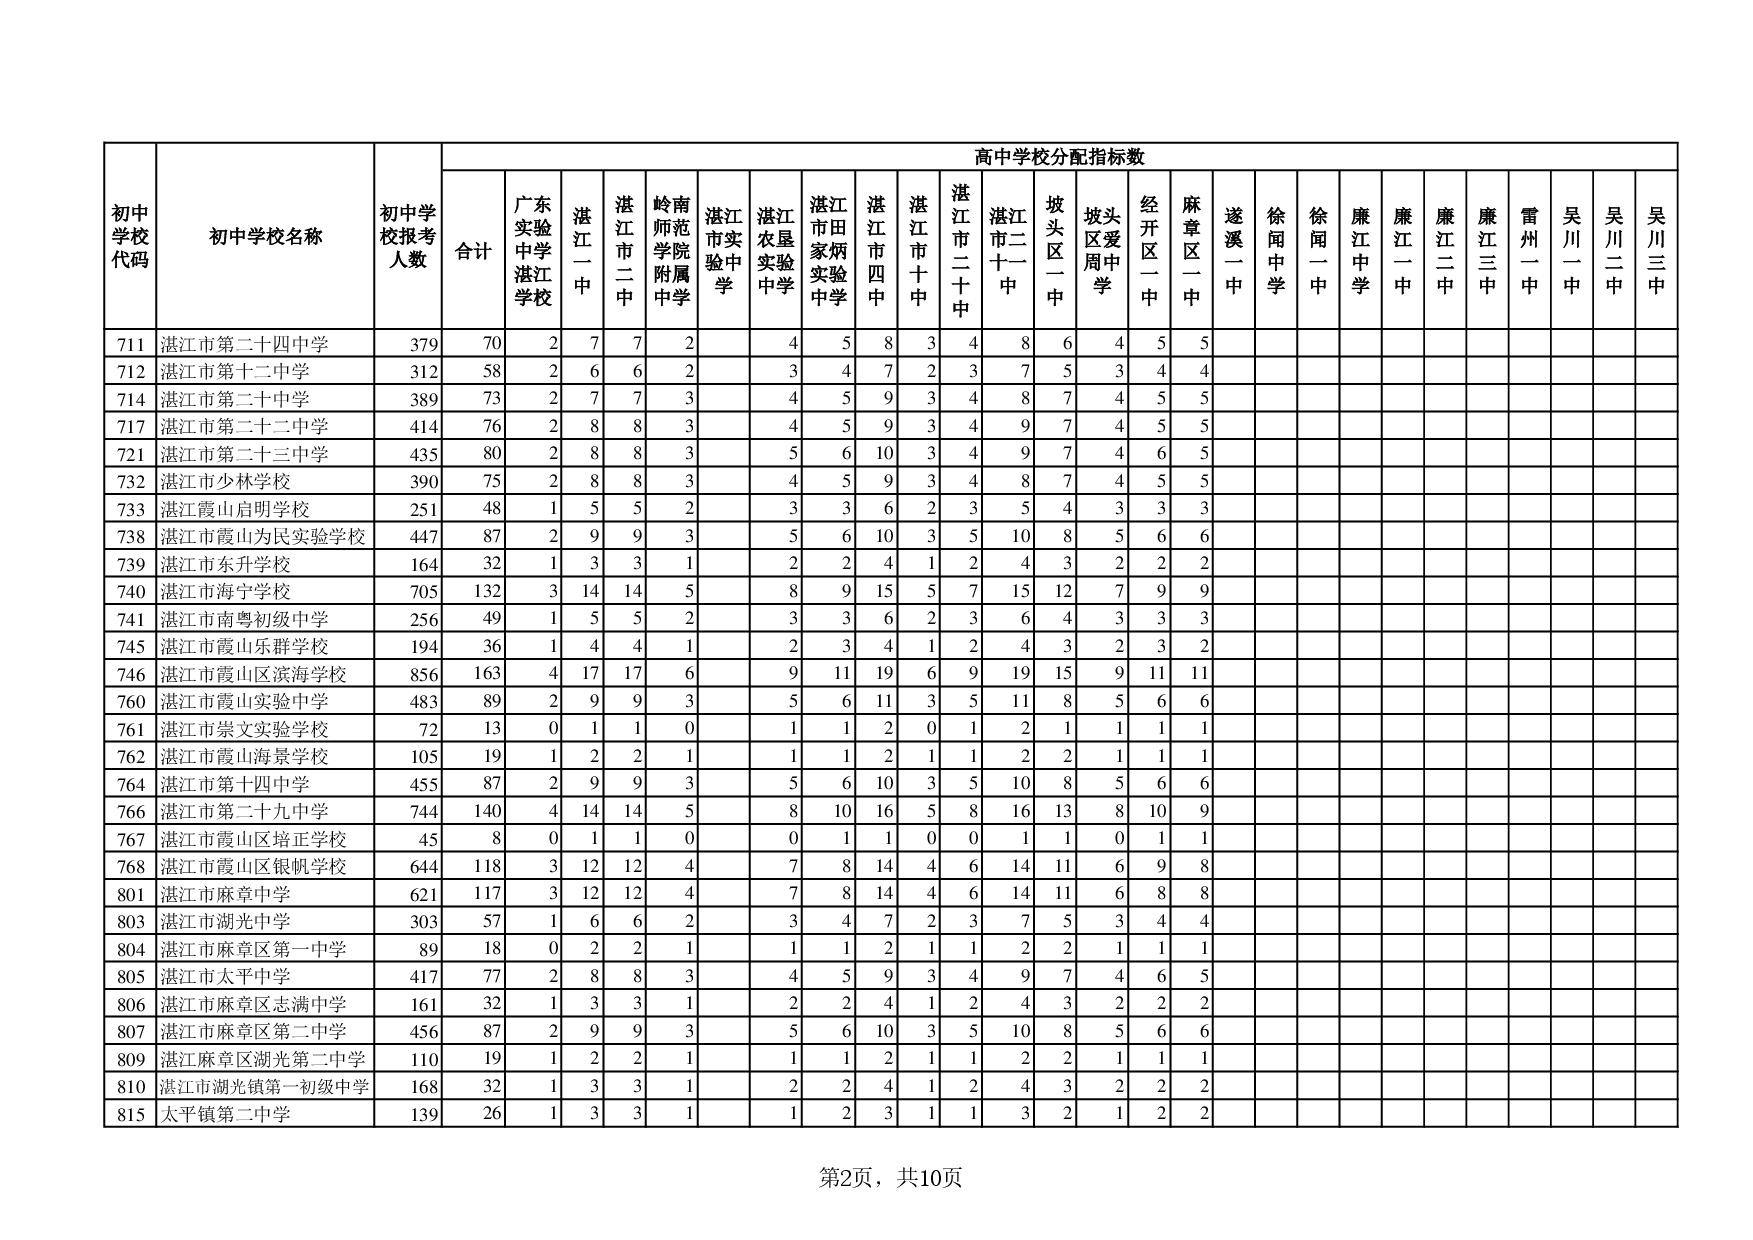 高中学校分配指标数
初中学校代码 初中学校名称 初中学校报考人数 合计 广东实验中学湛江学校 湛江一中 湛江市二中 岭南师范学院附属中学 湛江市实验中学 湛江农垦实验中学 湛江市田家炳实验中学 湛江市四中 湛江市十中 湛江市二十中 湛江市二十一中 坡头区一中 坡头区爱周中学 经开区一中 麻章区一中 遂溪一中 徐闻中学 徐闻一中 廉江中学 廉江一中 廉江二中 廉江三中 雷州一中 吴川一中 吴川二中 吴川三中
711 湛江市第二十四中学 379 70 2 7 7 2 4 5 8 3 4 8 6 4 5 5
712 湛江市第十二中学 312 58 2 6 6 2 3 4 7 2 3 7 5 3 4 4
714 湛江市第二十中学 389 73 2 7 7 3 4 5 9 3 4 8 7 4 5 5
717 湛江市第二十二中学 414 76 2 8 8 3 4 5 9 3 4 9 7 4 5 5
721 湛江市第二十三中学 435 80 2 8 8 3 5 6 10 3 4 9 7 4 6 5
732 湛江市少林学校 390 75 2 8 8 3 4 5 9 3 4 8 7 4 5 5
733 湛江霞山启明学校 251 48 1 5 5 2 3 3 6 2 3 5 4 3 3 3
738 湛江市霞山为民实验学校 447 87 2 9 9 3 5 6 10 3 5 10 8 5 6 6
739 湛江市东升学校 164 32 1 3 3 1 2 2 4 1 2 4 3 2 2 2
740 湛江市海宁学校 705 132 3 14 14 5 8 9 15 5 7 15 12 7 9 9
741 湛江市南粤初级中学 256 49 1 5 5 2 3 3 6 2 3 6 4 3 3 3
745 湛江市霞山乐群学校 194 36 1 4 4 1 2 3 4 1 2 4 3 2 3 2
746 湛江市霞山区滨海学校 856 163 4 17 17 6 9 11 19 6 9 19 15 9 11 11
760 湛江市霞山实验中学 483 89 2 9 9 3 5 6 11 3 5 11 8 5 6 6
761 湛江市崇文实验学校 72 13 0 1 1 0 1 1 2 0 1 2 1 1 1 1
762 湛江市霞山海景学校 105 19 1 2 2 1 1 1 2 1 1 2 2 1 1 1
764 湛江市第十四中学 455 87 2 9 9 3 5 6 10 3 5 10 8 5 6 6
766 湛江市第二十九中学 744 140 4 14 14 5 8 10 16 5 8 16 13 8 10 9
767 湛江市霞山区培正学校 45 8 0 1 1 0 0 1 1 0 0 1 1 0 1 1
768 湛江市霞山区银帆学校 644 118 3 12 12 4 7 8 14 4 6 14 11 6 9 8
801 湛江市麻章中学 621 117 3 12 12 4 7 8 14 4 6 14 11 6 8 8
803 湛江市湖光中学 303 57 1 6 6 2 3 4 7 2 3 7 5 3 4 4
804 湛江市麻章区第一中学 89 18 0 2 2 1 1 1 2 1 1 2 2 1 1 1
805 湛江市太平中学 417 77 2 8 8 3 4 5 9 3 4 9 7 4 6 5
806 湛江市麻章区志满中学 161 32 1 3 3 1 2 2 4 1 2 4 3 2 2 2
807 湛江市麻章区第二中学 456 87 2 9 9 3 5 6 10 3 5 10 8 5 6 6
809 湛江麻章区湖光第二中学 110 19 1 2 2 1 1 1 2 1 1 2 2 1 1 1
810 湛江市湖光镇第一初级中学 168 32 1 3 3 1 2 2 4 1 2 4 3 2 2 2
815 太平镇第二中学 139 26 1 3 3 1 1 2 3 1 1 3 2 1 2 2
第2页，共10页